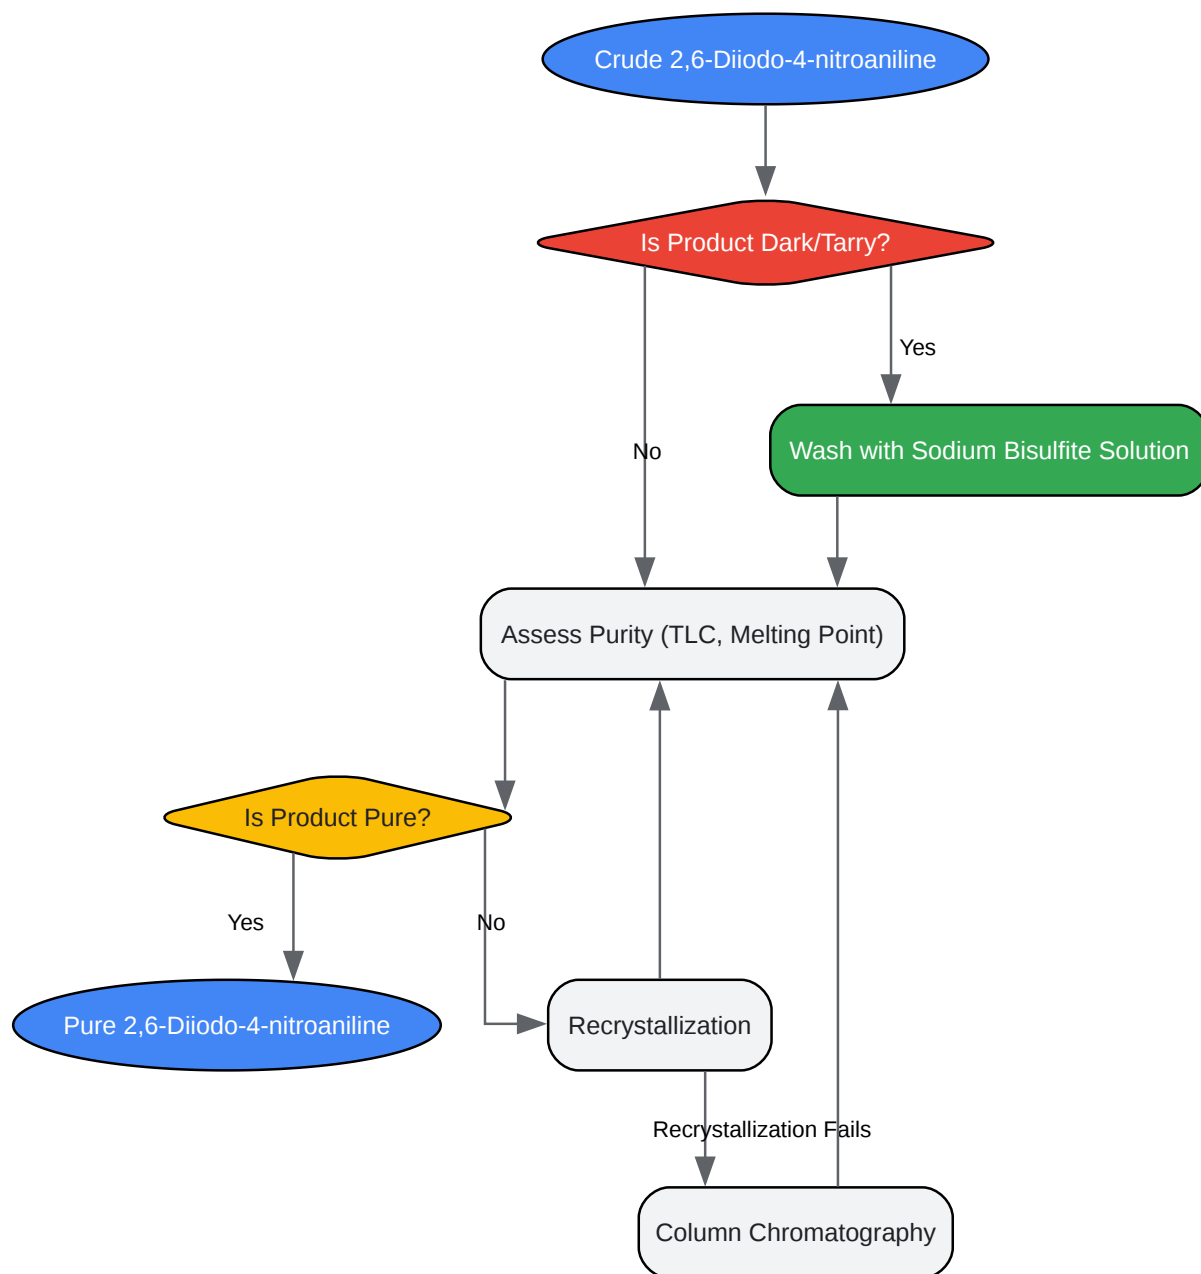 Crude 2,6-Diiodo-4-nitroaniline
Is Product Dark/Tarry?
Yes
No
Wash with Sodium Bisulfite Solution
Assess Purity (TLC, Melting Point)
Is Product Pure?
Yes
No
Pure 2,6-Diiodo-4-nitroaniline
Recrystallization
Recrystallization Fails
Column Chromatography